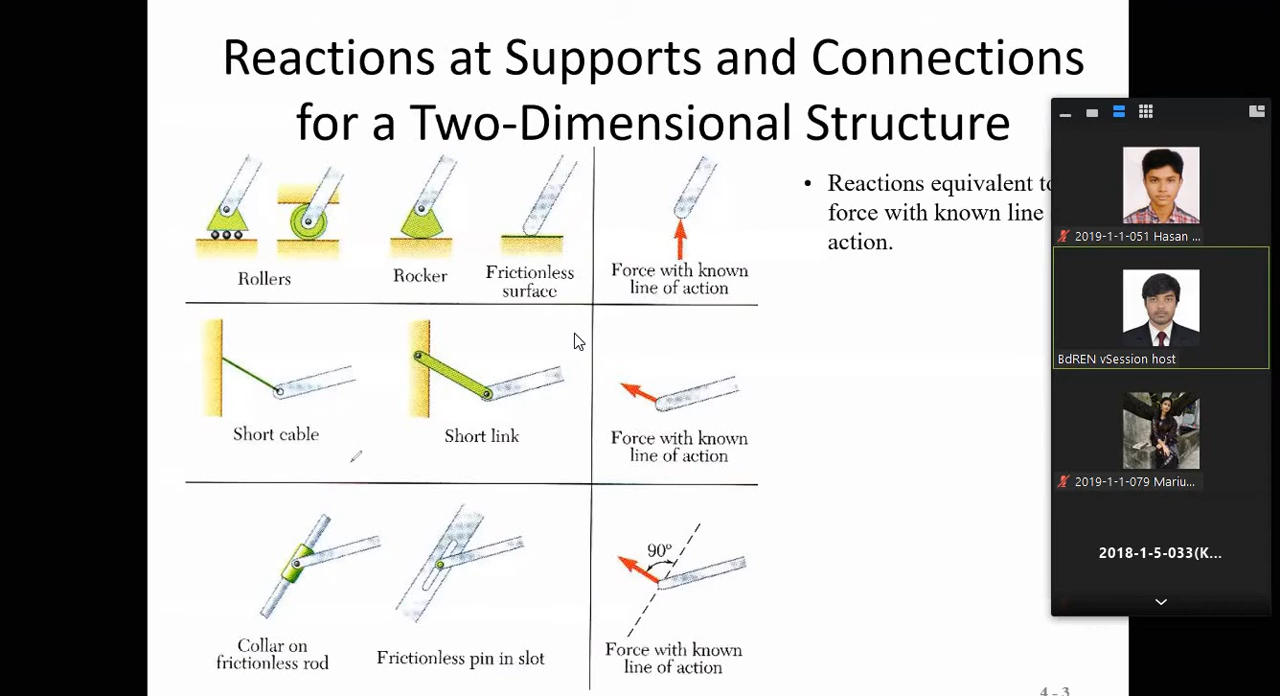 Reactions at Supports and Connections
for a Two-Dimensional Structure
• Reactions equivalent to
force with known line
action.
Rollers
Rocker
Frictionless
surface
Force with known
line of action
Short cable
Short link
Force with known
line of action
90°
Collar on
frictionless rod
Frictionless pin in slot
Force with known
line of action
4 - 3
2019-1-1-051 Hasan ...
BdREN vSession host
2019-1-1-079 Mariu...
2018-1-5-033(K...